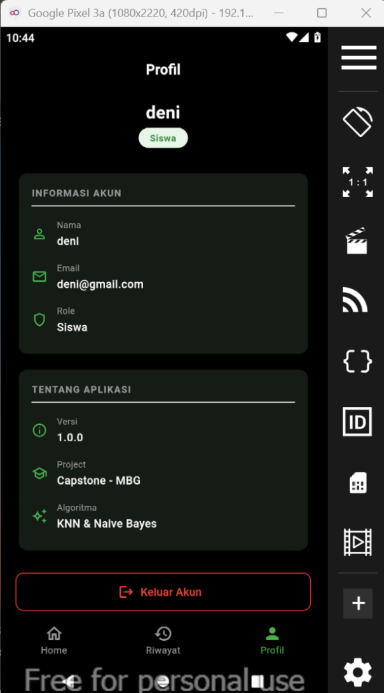 Google Pixel 3a (1080x2220, 420dpi) - 192.1...
10:44
Profil
deni
Siswa
INFORMASI AKUN
Nama
deni
Email
deni@gmail.com
Role
Siswa
TENTANG APLIKASI
Versi
1.0.0
Project
Capstone - MBG
Algoritma
KNN & Naive Bayes
Keluar Akun
Home
Riwayat
Profil
Free for personal use
1 : 1
ID